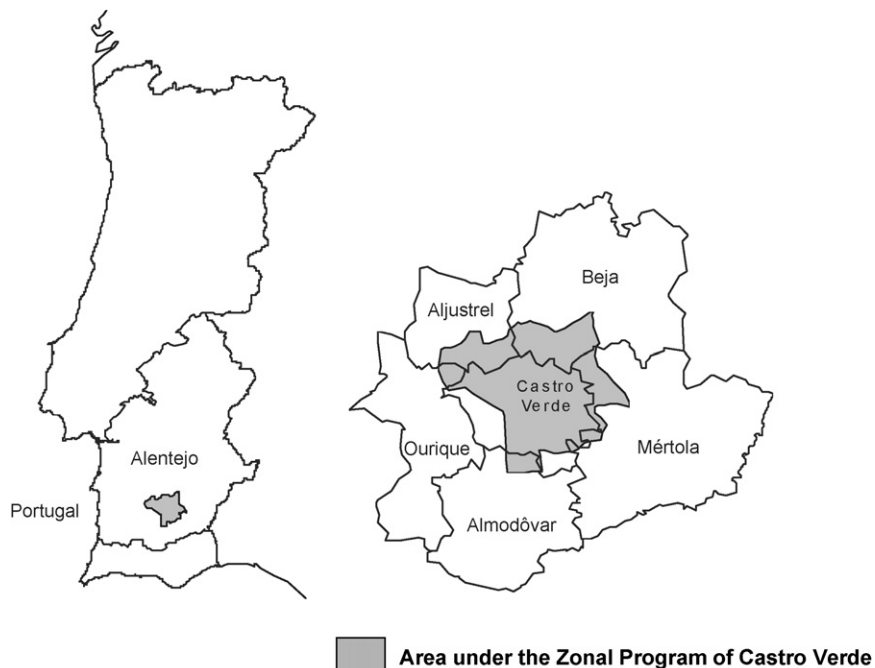 Beja
Aljustrel
Castro
Verde
Alentejo
Ourique
Mértola
Portugal
Almodôvar
Area under the Zonal Program of Castro Verde